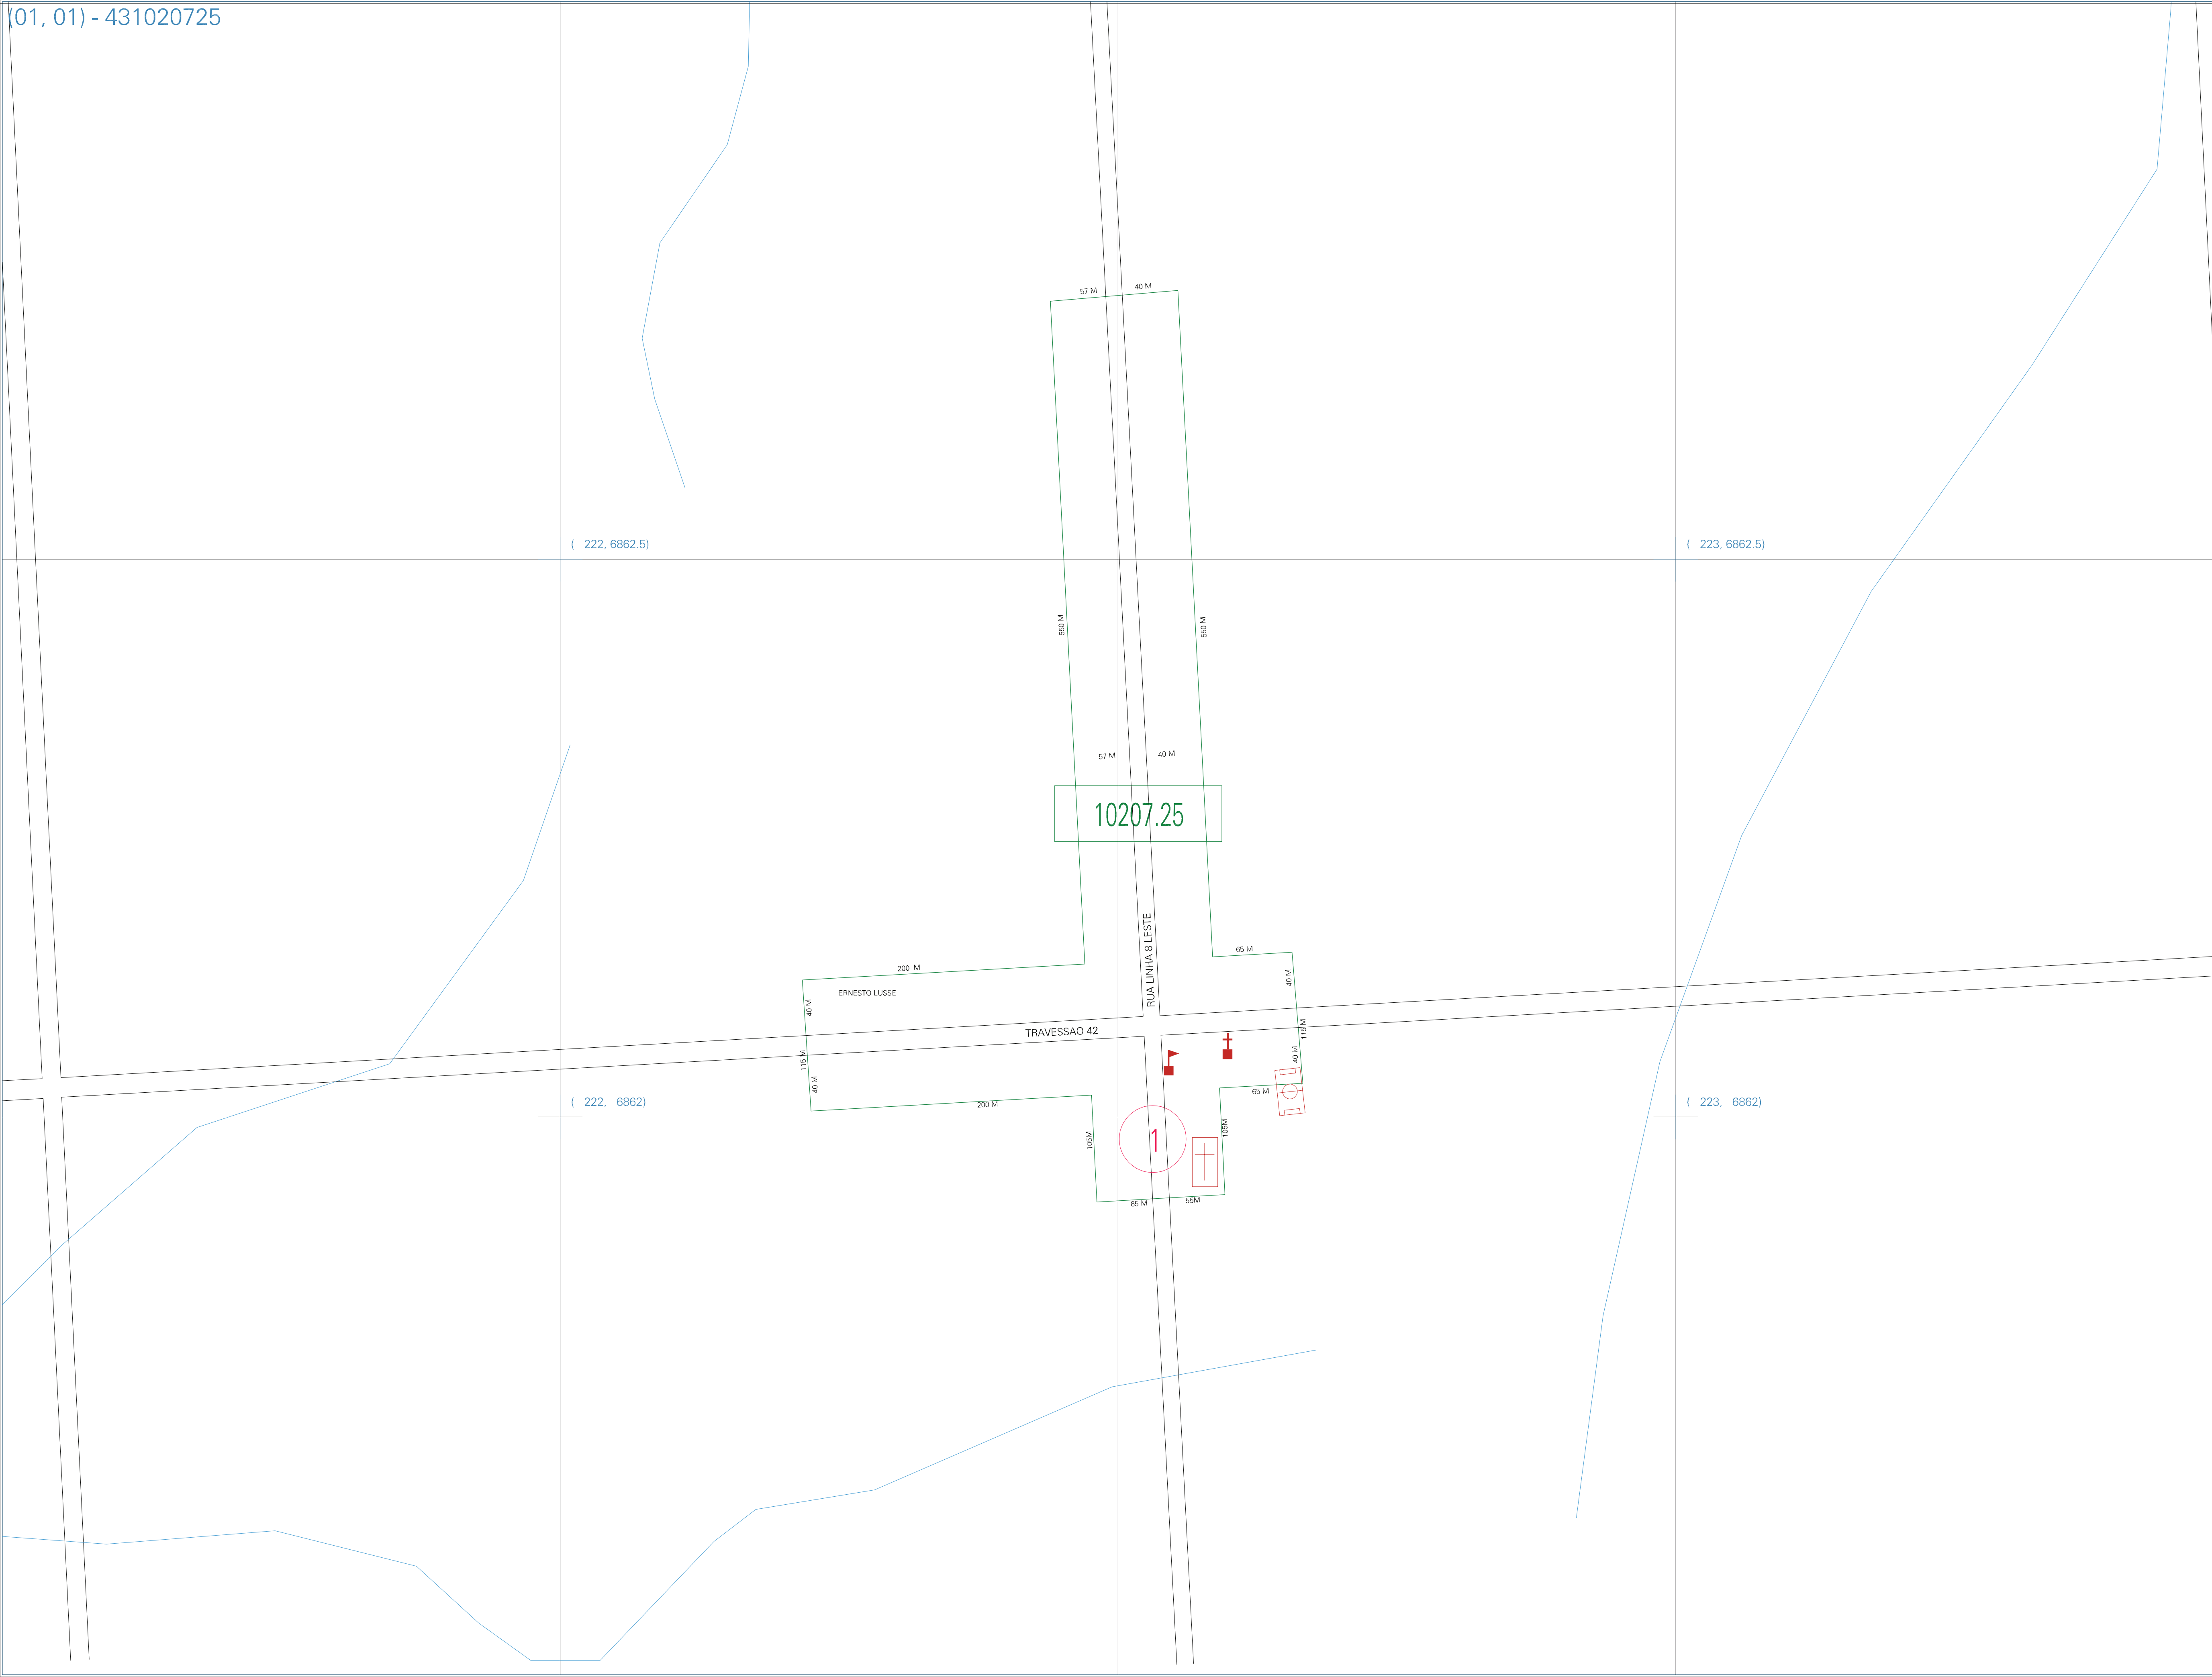 (01, 01) - 431020725
57 M
40 M
( 222, 6862.5)
( 223, 6862.5)
550 M
550 M
57 M
40 M
10207.25
RUA LINHA 8 LESTE
65 M
200 M
40 M
ERNESTO LUSSE
40 M
TRAVESSAO 42
115 M
115 M
40 M
40 M
65 M
200 M
( 222, 6862)
( 223, 6862)
105M
105M
1
65 M
55M